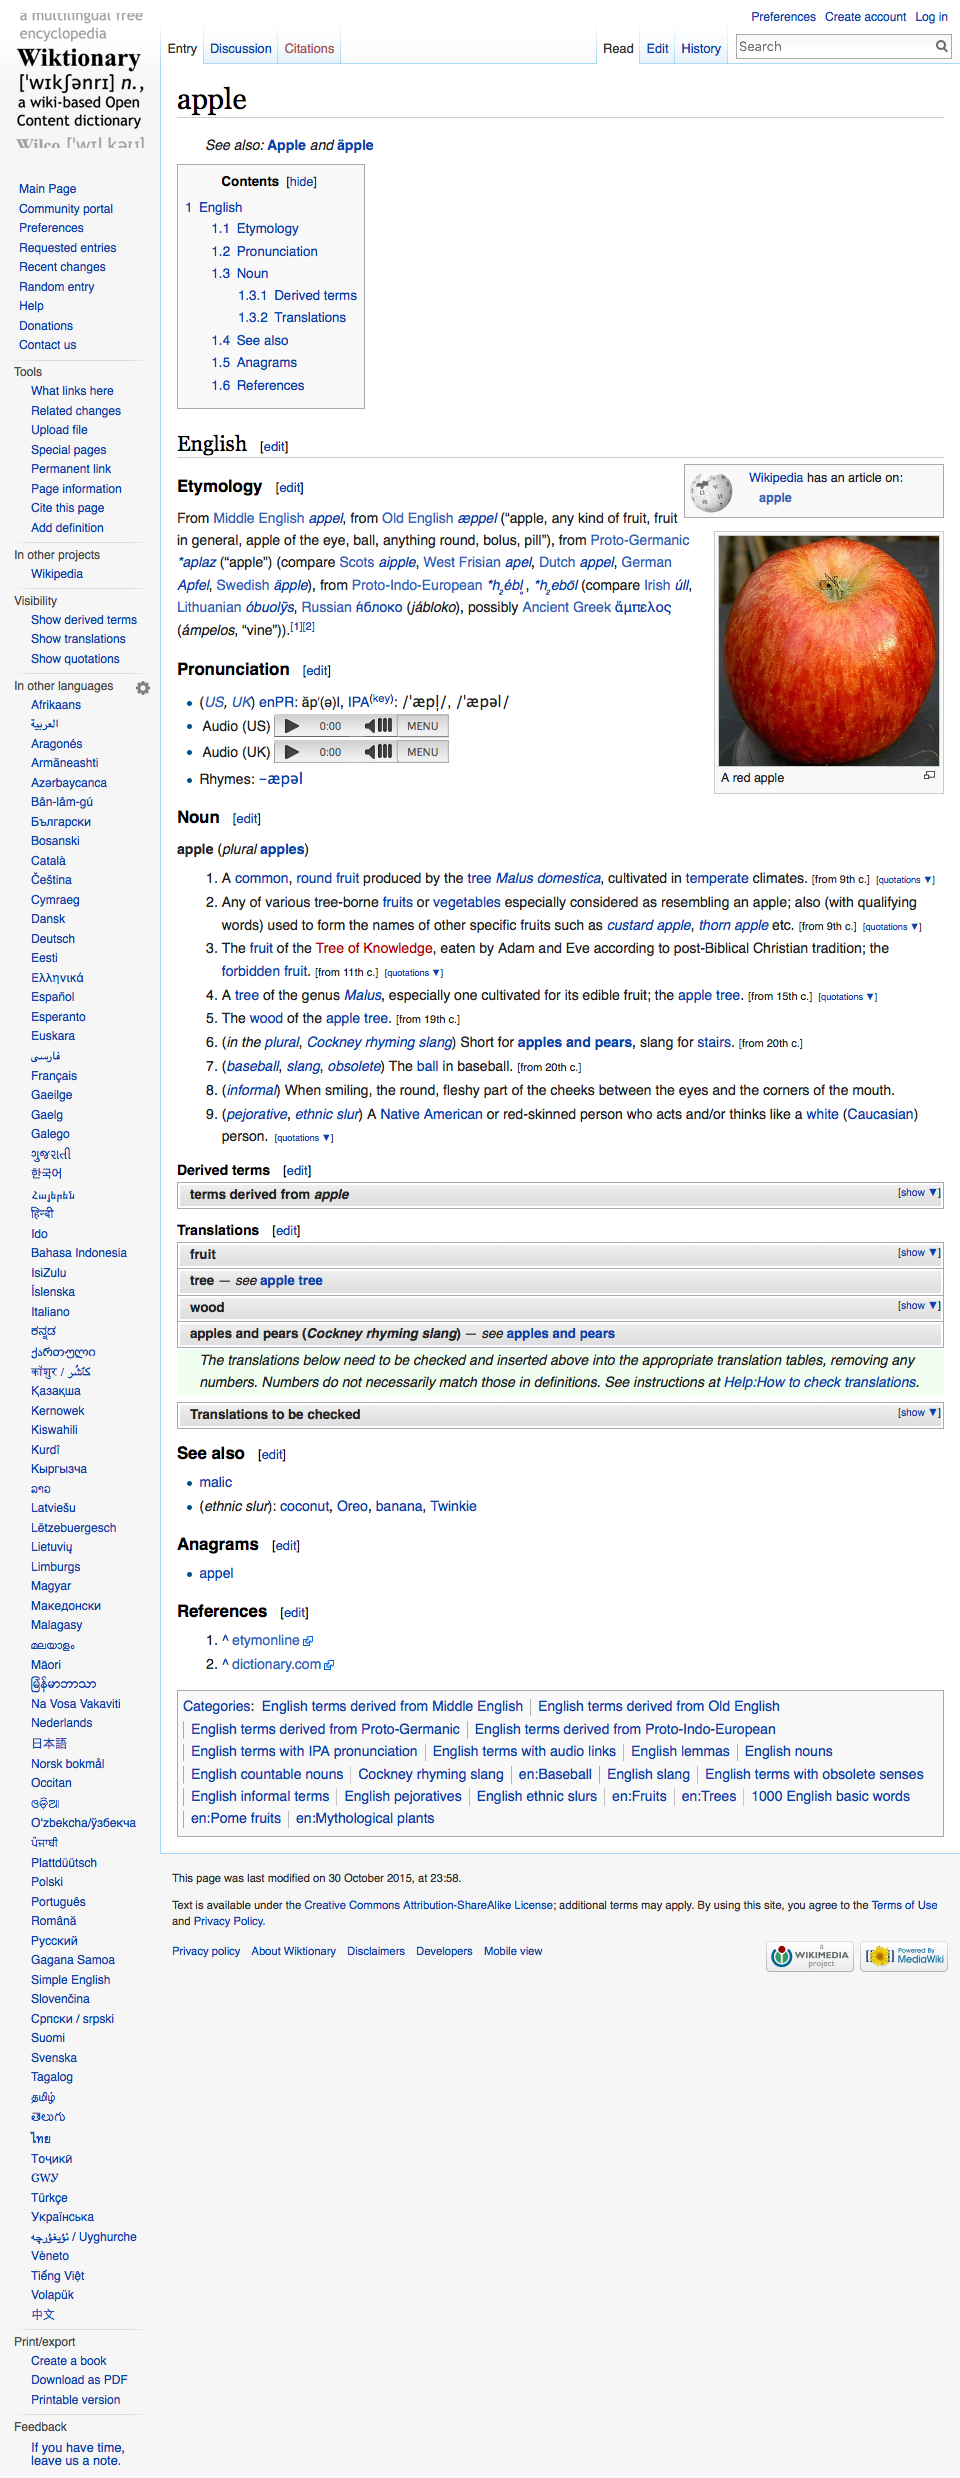 a multilingual free
encyclopedia
Wiktionary
['wɪkʃənrɪ] n.,
a wiki-based Open
Content dictionary
Wilco ['wɪl kəʊ]
Preferences Create account Log in
Entry Discussion Citations Read Edit History Search
apple
See also: Apple and äpple
Contents [hide]
1 English
1.1 Etymology
1.2 Pronunciation
1.3 Noun
1.3.1 Derived terms
1.3.2 Translations
1.4 See also
1.5 Anagrams
1.6 References
English [edit]
Wikipedia has an article on:
apple
Etymology [edit]
From Middle English appel, from Old English æppel (“apple, any kind of fruit, fruit
in general, apple of the eye, ball, anything round, bolus, pill”), from Proto-Germanic
*aplaz (“apple”) (compare Scots aipple, West Frisian apel, Dutch appel, German
Apfel, Swedish äpple), from Proto-Indo-European *h₂ébl̥, *h₂ebōl (compare Irish úll,
Lithuanian óbuolỹs, Russian я́блоко (jábloko), possibly Ancient Greek ἄμπελος
(ámpelos, “vine”)).[1][2]
A red apple
Pronunciation [edit]
(US, UK) enPR: ăp′(ə)l, IPA(key): /ˈæpl̩/, /ˈæpəl/
Audio (US) 0:00 MENU
Audio (UK) 0:00 MENU
Rhymes: -æpəl
Noun [edit]
apple (plural apples)
1. A common, round fruit produced by the tree Malus domestica, cultivated in temperate climates. [from 9th c.] [quotations ▼]
2. Any of various tree-borne fruits or vegetables especially considered as resembling an apple; also (with qualifying
words) used to form the names of other specific fruits such as custard apple, thorn apple etc. [from 9th c.] [quotations ▼]
3. The fruit of the Tree of Knowledge, eaten by Adam and Eve according to post-Biblical Christian tradition; the
forbidden fruit. [from 11th c.] [quotations ▼]
4. A tree of the genus Malus, especially one cultivated for its edible fruit; the apple tree. [from 15th c.] [quotations ▼]
5. The wood of the apple tree. [from 19th c.]
6. (in the plural, Cockney rhyming slang) Short for apples and pears, slang for stairs. [from 20th c.]
7. (baseball, slang, obsolete) The ball in baseball. [from 20th c.]
8. (informal) When smiling, the round, fleshy part of the cheeks between the eyes and the corners of the mouth.
9. (pejorative, ethnic slur) A Native American or red-skinned person who acts and/or thinks like a white (Caucasian)
person. [quotations ▼]
Derived terms [edit]
terms derived from apple [show ▼]
Translations [edit]
fruit [show ▼]
tree — see apple tree
wood [show ▼]
apples and pears (Cockney rhyming slang) — see apples and pears
The translations below need to be checked and inserted above into the appropriate translation tables, removing any
numbers. Numbers do not necessarily match those in definitions. See instructions at Help:How to check translations.
Translations to be checked [show ▼]
See also [edit]
malic
(ethnic slur): coconut, Oreo, banana, Twinkie
Anagrams [edit]
appel
References [edit]
1. ^ etymonline
2. ^ dictionary.com
Categories: English terms derived from Middle English | English terms derived from Old English
| English terms derived from Proto-Germanic | English terms derived from Proto-Indo-European
| English terms with IPA pronunciation | English terms with audio links | English lemmas | English nouns
| English countable nouns | Cockney rhyming slang | en:Baseball | English slang | English terms with obsolete senses
| English informal terms | English pejoratives | English ethnic slurs | en:Fruits | en:Trees | 1000 English basic words
| en:Pome fruits | en:Mythological plants
This page was last modified on 30 October 2015, at 23:58.
Text is available under the Creative Commons Attribution-ShareAlike License; additional terms may apply. By using this site, you agree to the Terms of Use
and Privacy Policy.
Privacy policy About Wiktionary Disclaimers Developers Mobile view
a WIKIMEDIA project
Powered By MediaWiki
Main Page
Community portal
Preferences
Requested entries
Recent changes
Random entry
Help
Donations
Contact us
Tools
What links here
Related changes
Upload file
Special pages
Permanent link
Page information
Cite this page
Add definition
In other projects
Wikipedia
Visibility
Show derived terms
Show translations
Show quotations
In other languages
Afrikaans
العربية
Aragonés
Armãneashti
Azərbaycanca
Bân-lâm-gú
Български
Bosanski
Català
Čeština
Cymraeg
Dansk
Deutsch
Eesti
Ελληνικά
Español
Esperanto
Euskara
فارسی
Français
Gaeilge
Gaelg
Galego
ગુજરાતી
한국어
Հայերեն
हिन्दी
Ido
Bahasa Indonesia
IsiZulu
Íslenska
Italiano
ಕನ್ನಡ
ქართული
कॉशुर / کٲشُر
Қазақша
Kernowek
Kiswahili
Kurdî
Кыргызча
ລາວ
Latviešu
Lëtzebuergesch
Lietuvių
Limburgs
Magyar
Македонски
Malagasy
മലയാളം
Māori
မြန်မာဘာသာ
Na Vosa Vakaviti
Nederlands
日本語
Norsk bokmål
Occitan
ଓଡ଼ିଆ
Oʻzbekcha/ўзбекча
ਪੰਜਾਬੀ
Plattdüütsch
Polski
Português
Română
Русский
Gagana Samoa
Simple English
Slovenčina
Српски / srpski
Suomi
Svenska
Tagalog
தமிழ்
తెలుగు
ไทย
Тоҷикӣ
ᏣᎳᎩ
Türkçe
Українська
ئۇيغۇرچە / Uyghurche
Vèneto
Tiếng Việt
Volapük
中文
Print/export
Create a book
Download as PDF
Printable version
Feedback
If you have time,
leave us a note.